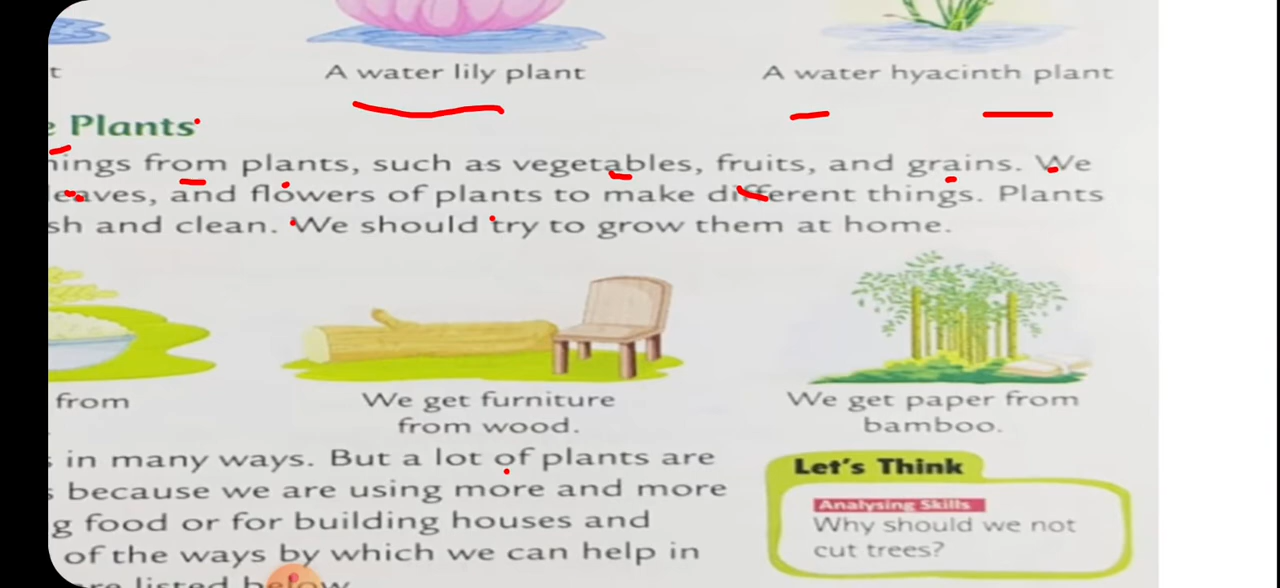 t
A water lily plant
A water hyacinth plant
Plants
hings from plants, such as vegetables, fruits, and grains. We
leaves, and flowers of plants to make different things. Plants
sh and clean. We should try to grow them at home.
from
We get furniture
from wood.
We get paper from
bamboo.
in many ways. But a lot of plants are
because we are using more and more
g food or for building houses and
of the ways by which we can help in
are listed below
Let's Think
Analysing Skills
Why should we not
cut trees?